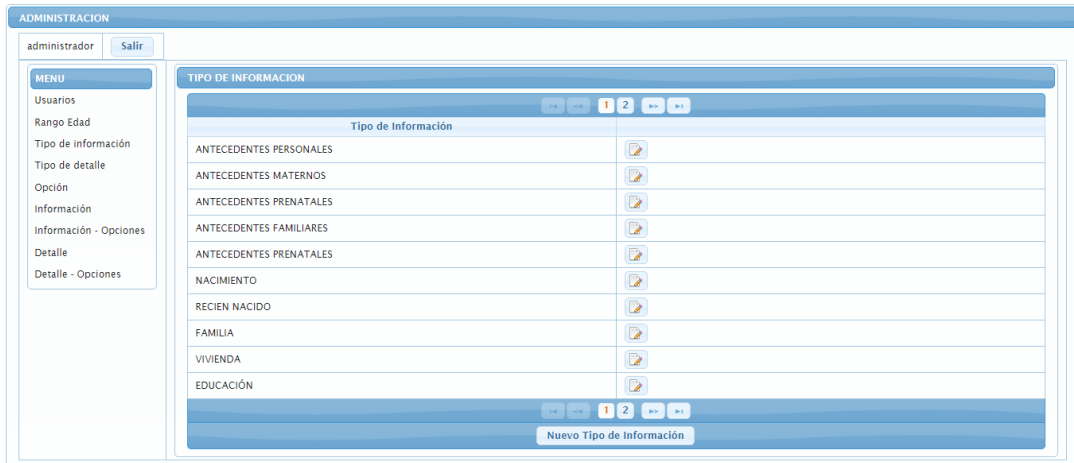 ADMINISTRACION
administrador Salir
MENU
Usuarios
Rango Edad
Tipo de información
Tipo de detalle
Opción
Información
Información - Opciones
Detalle
Detalle - Opciones
TIPO DE INFORMACION
1 2
Tipo de Información
ANTECEDENTES PERSONALES
ANTECEDENTES MATERNOS
ANTECEDENTES PRENATALES
ANTECEDENTES FAMILIARES
ANTECEDENTES PRENATALES
NACIMIENTO
RECIEN NACIDO
FAMILIA
VIVIENDA
EDUCACIÓN
1 2
Nuevo Tipo de Información